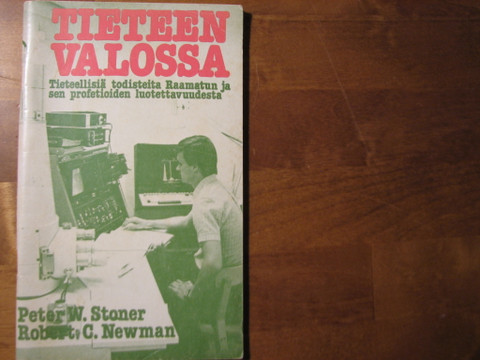 TIETEEN
VALOSSA
Tieteellisiä todisteita Raamatun ja
sen profetioiden luotettavuudesta
Peter W. Stoner
Robert C. Newman